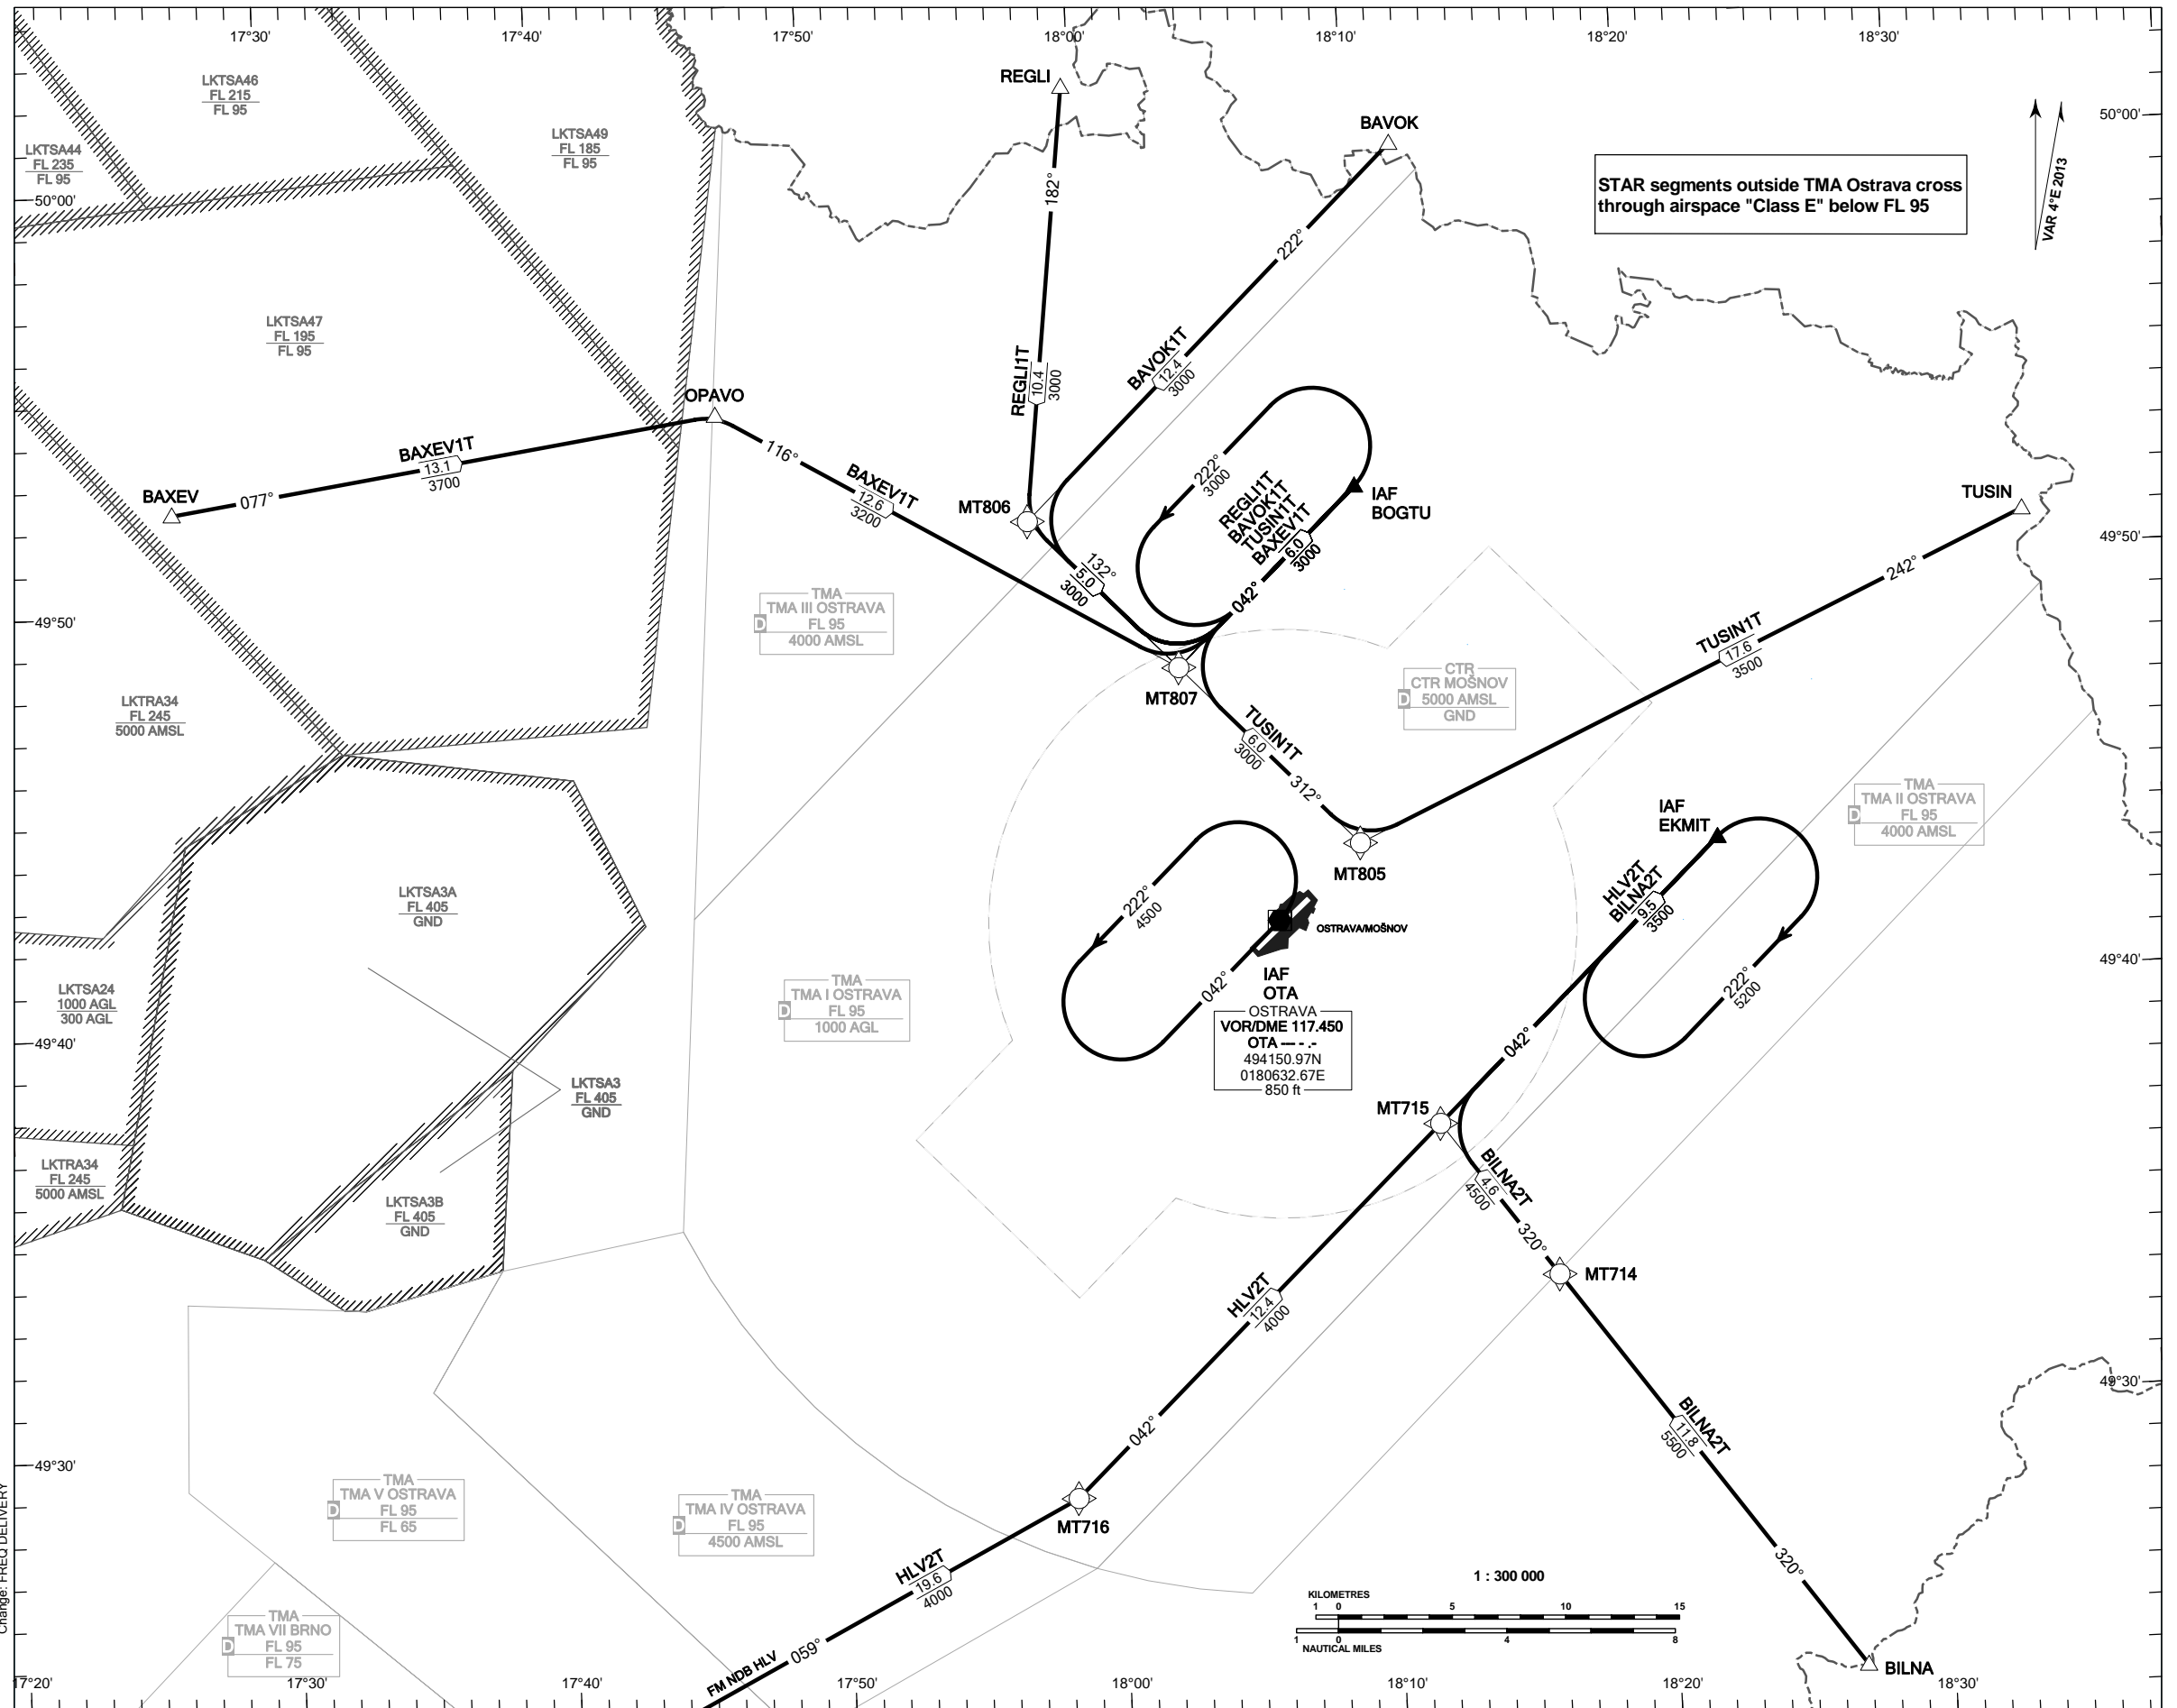 17°30'
17°40'
17°50'
18°00'
18°10'
18°20'
18°30'
LKTSA46
FL 215
FL 95
LKTSA44
FL 235
FL 95
LKTSA49
FL 185
FL 95
50°00'
REGLI
BAVOK
50°00'
STAR segments outside TMA Ostrava cross
through airspace "Class E" below FL 95
VAR 4°E 2013
182°
222°
LKTSA47
FL 195
FL 95
REGLI1T
10.4
3000
BAVOK1T
12.4
3000
OPAVO
BAXEV1T
13.1
3700
BAXEV
077°
116°
BAXEV1T
12.6
3200
MT806
222°
3000
REGLI1T
BAVOK1T
TUSIN1T
BAXEV1T
6.0
3000
IAF
BOGTU
TUSIN
49°50'
242°
132°
5.0
3000
042°
TMA
TMA III OSTRAVA
D
FL 95
4000 AMSL
49°50'
TUSIN1T
17.6
3500
MT807
CTR
CTR MOŠNOV
D
5000 AMSL
GND
LKTRA34
FL 245
5000 AMSL
TUSIN1T
6.0
3000
312°
TMA
TMA II OSTRAVA
D
FL 95
4000 AMSL
IAF
EKMIT
MT805
LKTSA3A
FL 405
GND
222°
4500
HLV2T
BILNA2T
9.5
3500
OSTRAVA/MOŠNOV
49°40'
222°
5200
LKTSA24
1000 AGL
300 AGL
TMA
TMA I OSTRAVA
D
FL 95
1000 AGL
042°
IAF
OTA
OSTRAVA
VOR/DME 117.450
OTA --- - .-
494150.97N
0180632.67E
850 ft
042°
49°40'
LKTSA3
FL 405
GND
MT715
LKTRA34
FL 245
5000 AMSL
BILNA2T
4.6
4500
320°
LKTSA3B
FL 405
GND
MT714
HLV2T
12.4
4000
49°30'
BILNA2T
11.8
5500
042°
49°30'
TMA
TMA V OSTRAVA
D
FL 95
FL 65
TMA
TMA IV OSTRAVA
D
FL 95
4500 AMSL
MT716
HLV2T
19.6
4000
320°
1 : 300 000
KILOMETRES
1 0 5 10 15
1 0 4 8
NAUTICAL MILES
Change: FREQ DELIVERY
TMA
TMA VII BRNO
D
FL 95
FL 75
FM NDB HLV
059°
BILNA
17°20'
17°30'
17°40'
17°50'
18°00'
18°10'
18°20'
18°30'